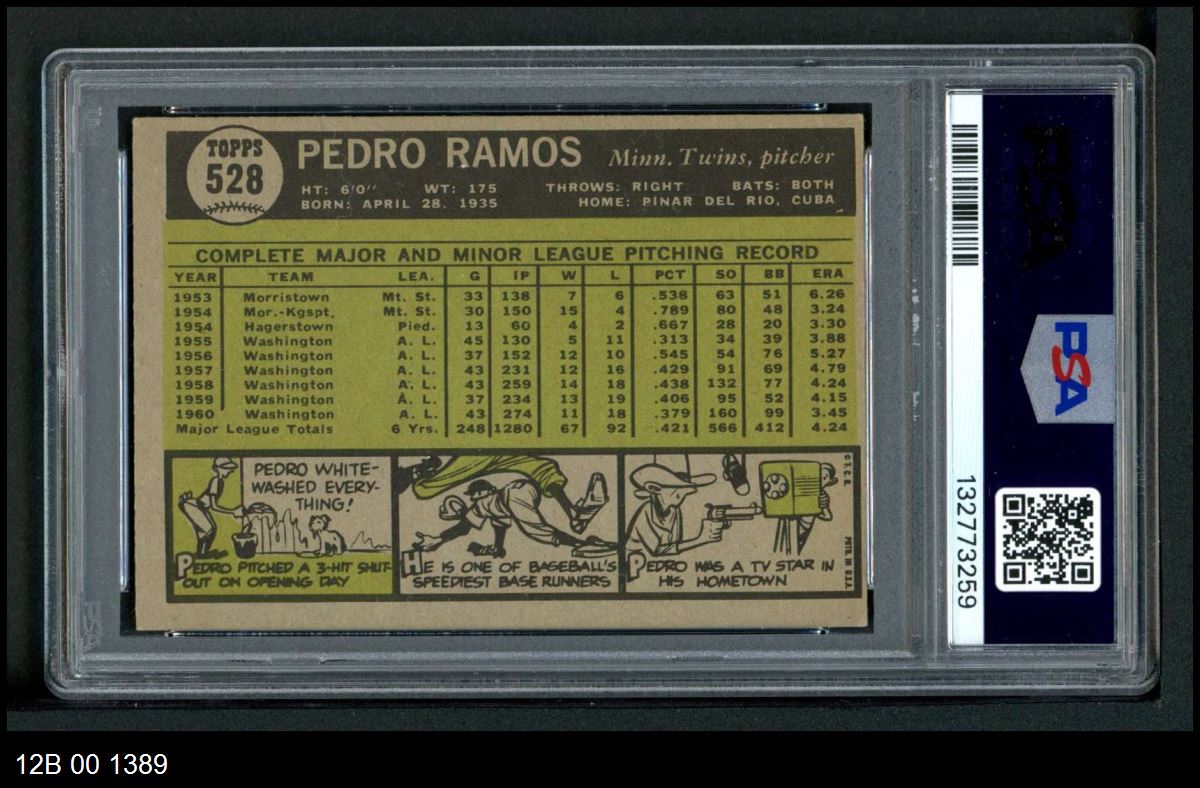 TOPPS
528
PEDRO RAMOS Minn. Twins, pitcher
HT: 6'0" WT: 175 THROWS: RIGHT BATS: BOTH
BORN: APRIL 28, 1935 HOME: PINAR DEL RIO, CUBA
COMPLETE MAJOR AND MINOR LEAGUE PITCHING RECORD
YEAR TEAM LEA. G IP W L PCT SO BB ERA
1953 Morristown Mt. St. 33 138 7 6 .538 63 51 6.26
1954 Mor.-Kgspt. Mt. St. 30 150 15 4 .789 80 48 3.24
1954 Hagerstown Pied. 13 60 4 2 .667 28 20 3.30
1955 Washington A. L. 45 130 5 11 .313 34 39 3.88
1956 Washington A. L. 37 152 12 10 .545 54 76 5.27
1957 Washington A. L. 43 231 12 16 .429 91 69 4.79
1958 Washington A. L. 43 259 14 18 .438 132 77 4.24
1959 Washington A. L. 37 234 13 19 .406 95 52 4.15
1960 Washington A. L. 43 274 11 18 .379 160 99 3.45
Major League Totals 6 Yrs. 248 1280 67 92 .421 566 412 4.24
PEDRO WHITE-
WASHED EVERY-
THING!
PEDRO PITCHED A 3-HIT SHUT-
OUT ON OPENING DAY
HE IS ONE OF BASEBALL'S
SPEEDIEST BASE RUNNERS
PEDRO WAS A TV STAR IN
HIS HOMETOWN
© T.C.G. PRTD. IN U.S.A.
PSA
PSA
PSA
132773259
12B 00 1389